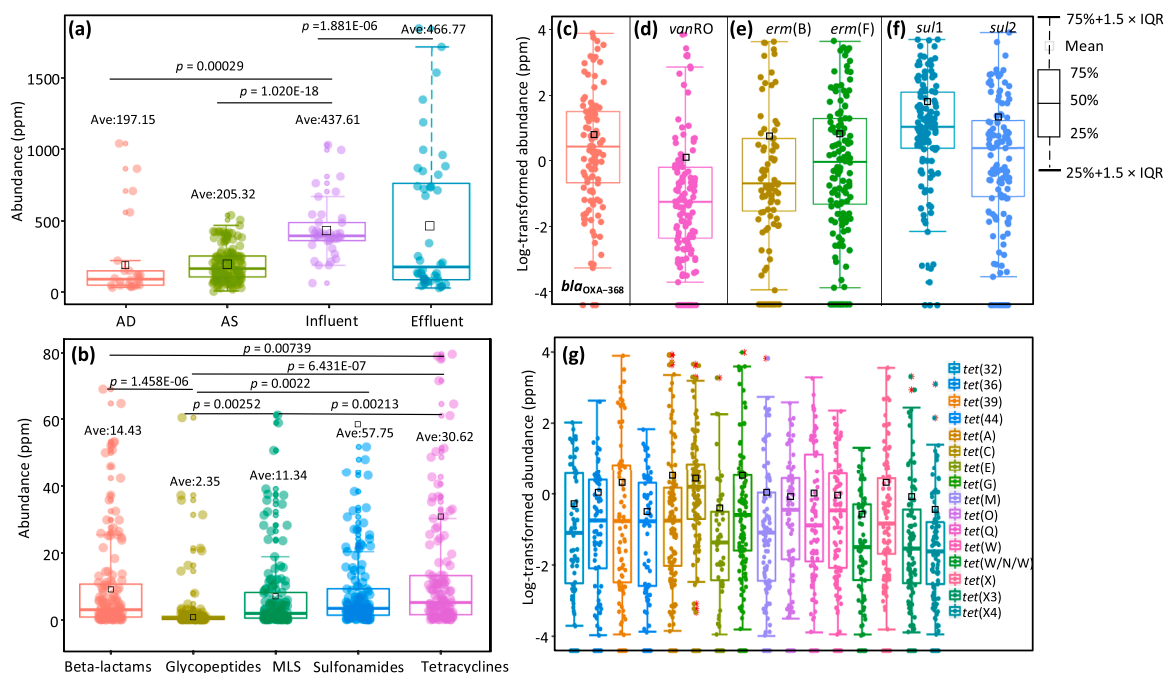 (a)
p =1.881E-06
Ave:466.77
p = 0.00029
p = 1.020E-18
Ave:197.15
Ave:437.61
Ave:205.32
Abundance (ppm)
1500
1000
500
0
AD AS Influent Effluent
(b)
p = 0.00739
p = 6.431E-07
p = 1.458E-06
p = 0.0022
p = 0.00252
p = 0.00213
Ave:14.43
Ave:2.35
Ave:11.34
Ave:57.75
Ave:30.62
Abundance (ppm)
80
60
40
20
0
Beta-lactams Glycopeptides MLS Sulfonamides Tetracyclines
(c)
(d) vanRO
(e) erm(B) erm(F)
(f) sul1 sul2
Log-transformed abundance (ppm)
4
2
0
-2
-4
blaOXA–368
75%+1.5 × IQR
Mean
75%
50%
25%
25%+1.5 × IQR
(g)
Log-transformed abundance (ppm)
4
2
0
-2
-4
tet(32)
tet(36)
tet(39)
tet(44)
tet(A)
tet(C)
tet(E)
tet(G)
tet(M)
tet(O)
tet(Q)
tet(W)
tet(W/N/W)
tet(X)
tet(X3)
tet(X4)